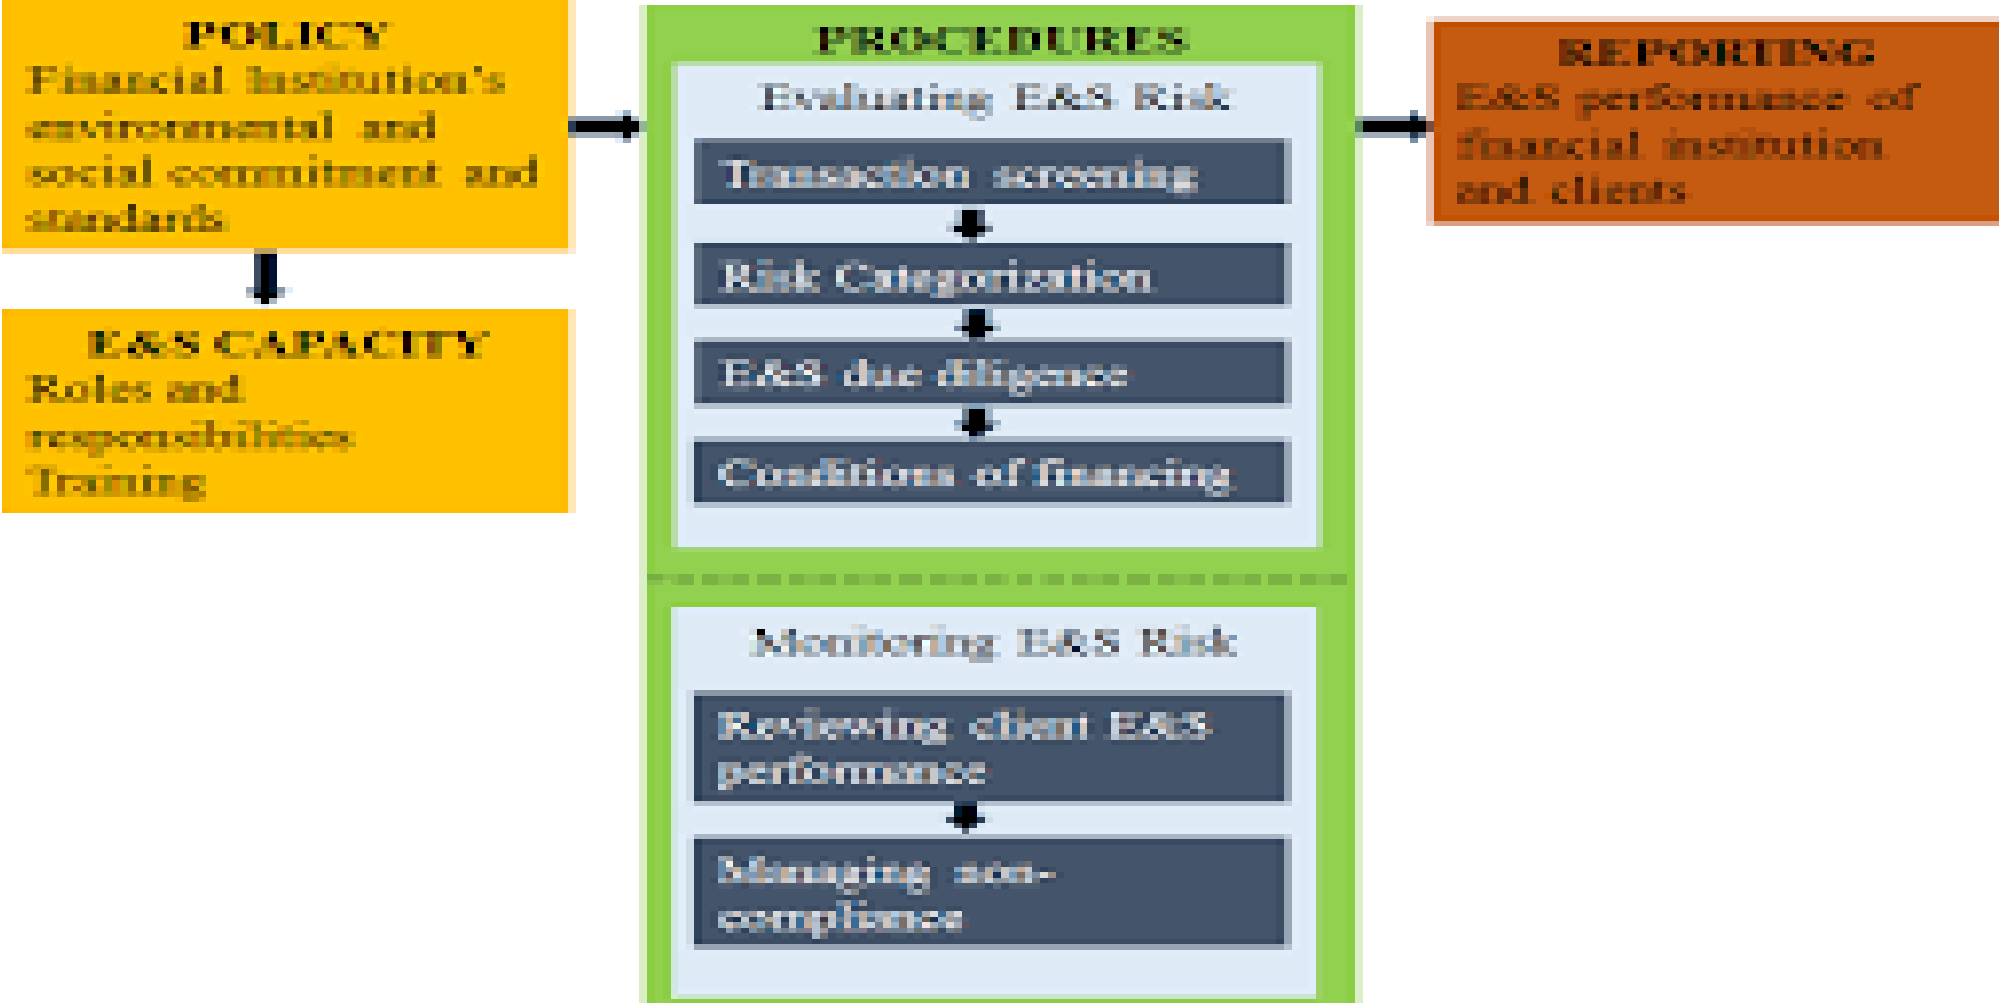 POLICY
Financial Institution's
environmental and
social commitment and
standards
E&S CAPACITY
Roles and
responsibilities
Training
PROCEDURES
Evaluating E&S Risk
Transaction screening
Risk Categorization
E&S due diligence
Conditions of financing
Monitoring E&S Risk
Reviewing client E&S
performance
Managing non-
compliance
REPORTING
E&S performance of
financial institution
and clients